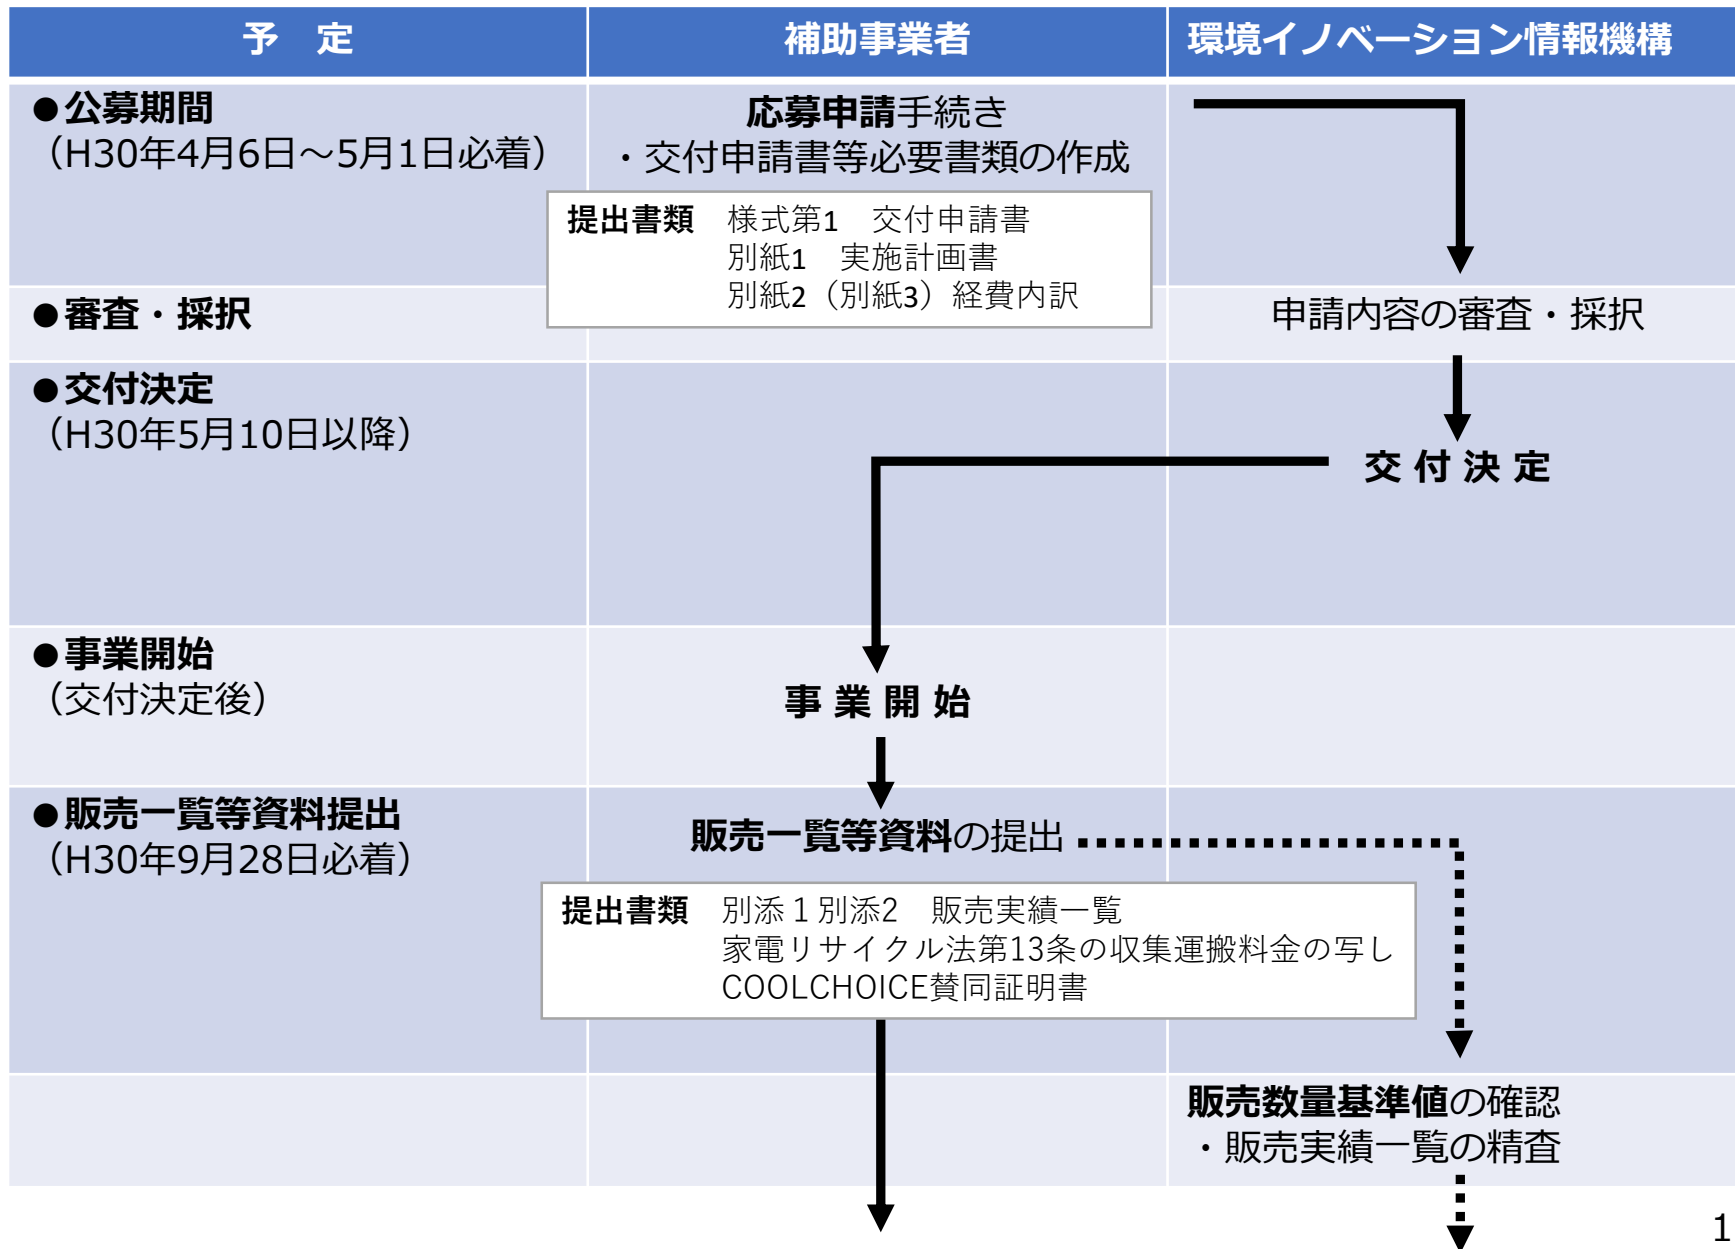 予　定
補助事業者
環境イノベーション情報機構
●公募期間
（H30年4月6日～5月1日必着）
応募申請手続き
・交付申請書等必要書類の作成
提出書類　様式第1　交付申請書
別紙1　実施計画書
別紙2（別紙3）経費内訳
●審査・採択
申請内容の審査・採択
●交付決定
（H30年5月10日以降）
交 付 決 定
●事業開始
（交付決定後）
事 業 開 始
●販売一覧等資料提出
（H30年9月28日必着）
販売一覧等資料の提出
提出書類　別添１別添2　販売実績一覧
家電リサイクル法第13条の収集運搬料金の写し
COOLCHOICE賛同証明書
販売数量基準値の確認
・販売実績一覧の精査
1